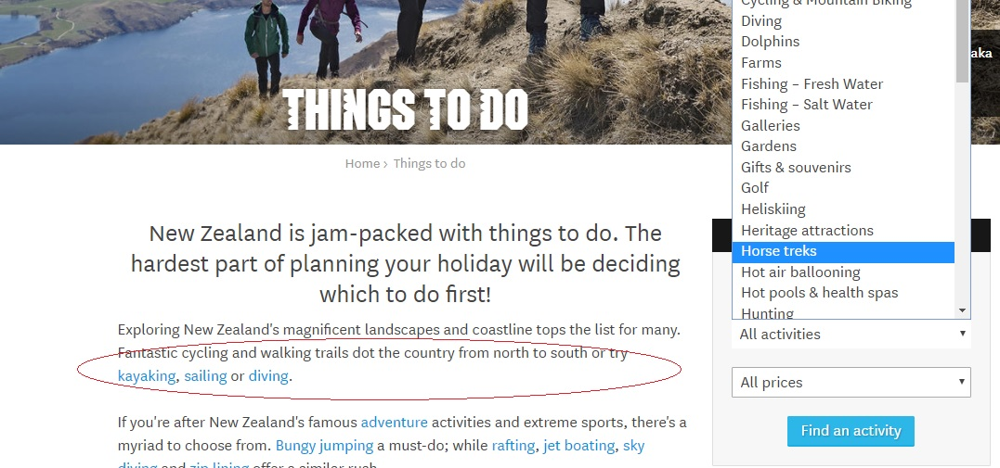 THINGS TO DO
Home › Things to do
New Zealand is jam-packed with things to do. The
hardest part of planning your holiday will be deciding
which to do first!
Exploring New Zealand's magnificent landscapes and coastline tops the list for many.
Fantastic cycling and walking trails dot the country from north to south or try
kayaking, sailing or diving.
If you're after New Zealand's famous adventure activities and extreme sports, there's a
myriad to choose from. Bungy jumping a must-do; while rafting, jet boating, sky
diving and zip lining offer a similar rush.
Cycling & Mountain Biking
Diving
Dolphins
Farms
Fishing – Fresh Water
Fishing – Salt Water
Galleries
Gardens
Gifts & souvenirs
Golf
Heliskiing
Heritage attractions
Horse treks
Hot air ballooning
Hot pools & health spas
Hunting
All activities
All prices
Find an activity
aka